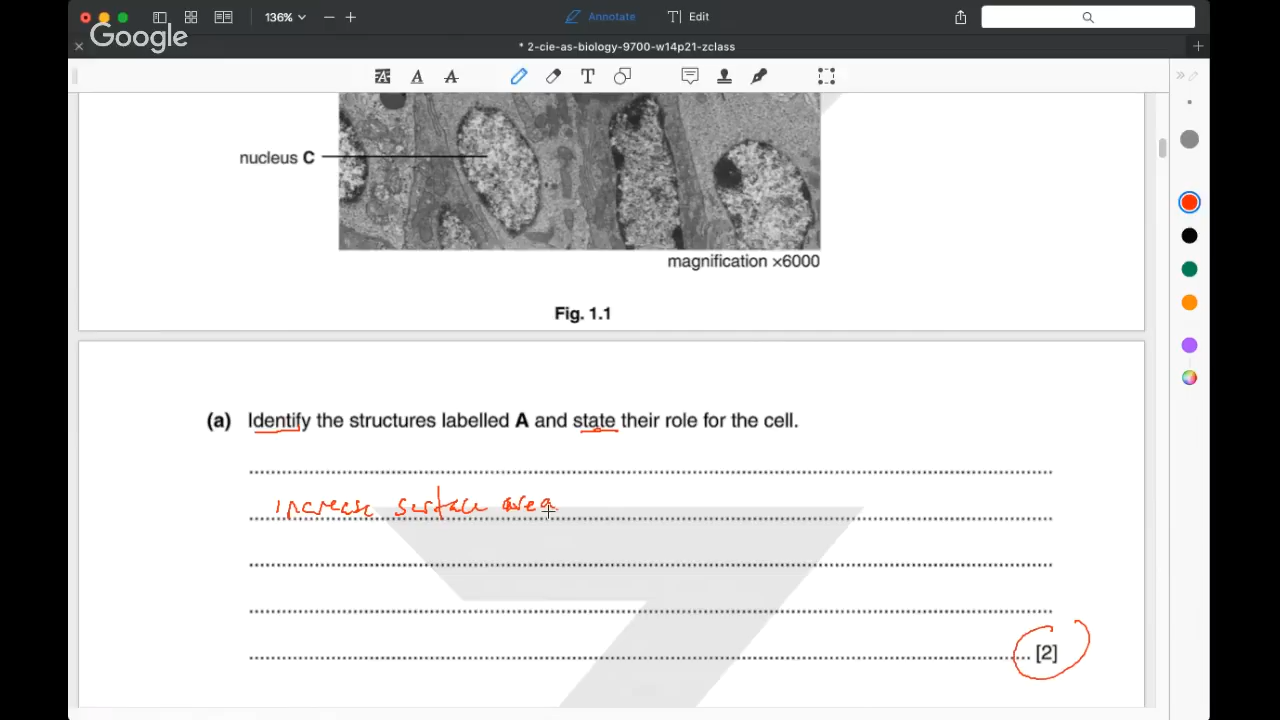 136%
Annotate
T Edit
Google
* 2-cie-as-biology-9700-w14p21-zclass
nucleus C
magnification ×6000
Fig. 1.1
(a) Identify the structures labelled A and state their role for the cell.
increase surface area
[2]